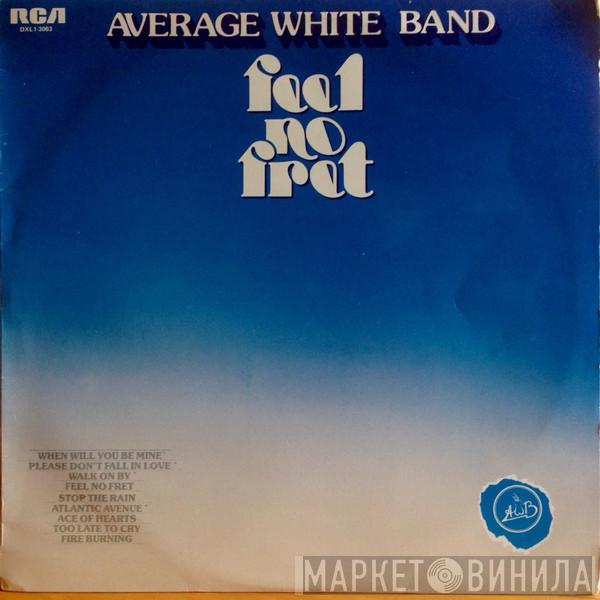 RCA
DXL1-3063
AVERAGE WHITE BAND
feel
no
fret
WHEN WILL YOU BE MINE*
PLEASE DON'T FALL IN LOVE*
WALK ON BY*
FEEL NO FRET
STOP THE RAIN
ATLANTIC AVENUE*
ACE OF HEARTS
TOO LATE TO CRY
FIRE BURNING
AWB
МАРКЕТ ВИНИЛА